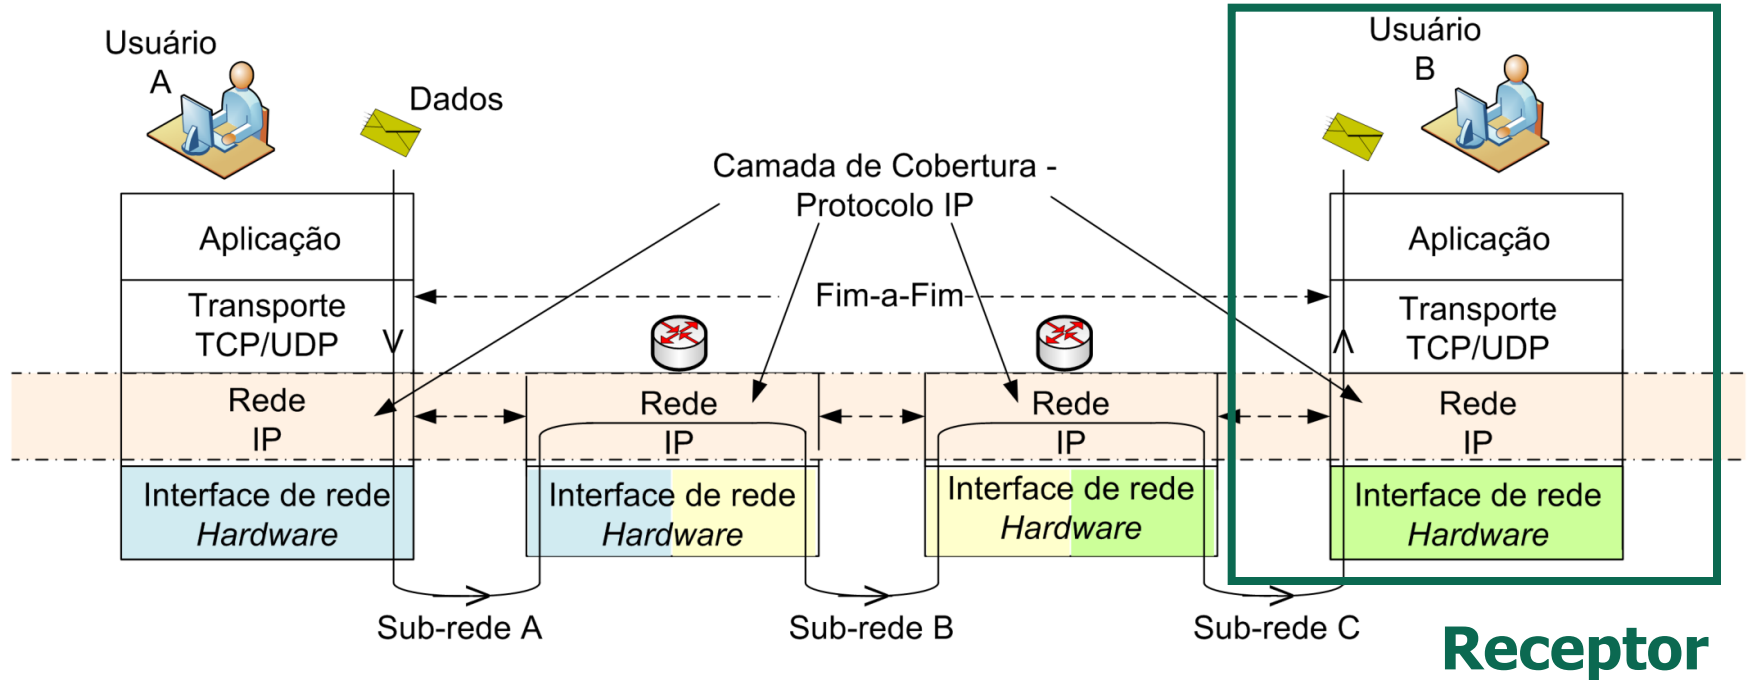 Usuário
A
Dados
Usuário
B
Camada de Cobertura -
Protocolo IP
Aplicação
Aplicação
Fim-a-Fim
Transporte
TCP/UDP
Transporte
TCP/UDP
Rede
IP
Rede
IP
Rede
IP
Rede
IP
Interface de rede
Hardware
Interface de rede
Hardware
Interface de rede
Hardware
Interface de rede
Hardware
Sub-rede A
Sub-rede B
Sub-rede C
Receptor